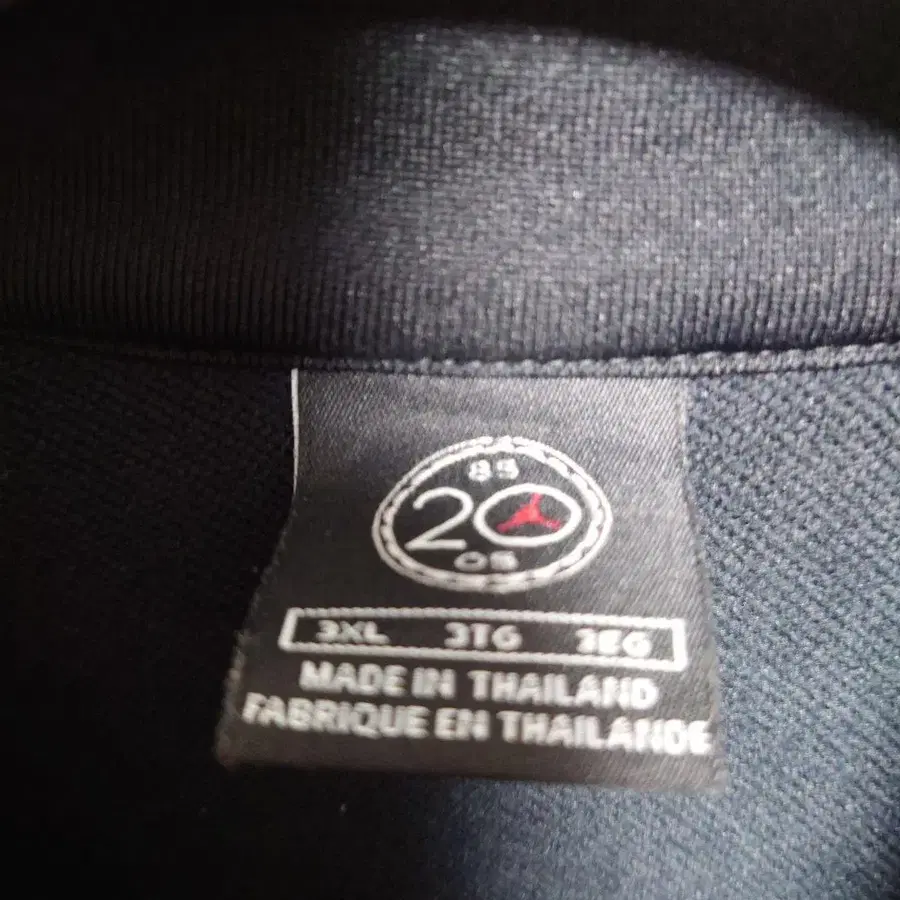 85
20
05
3XL 3TG 3EG
MADE IN THAILAND
FABRIQUE EN THAILANDE